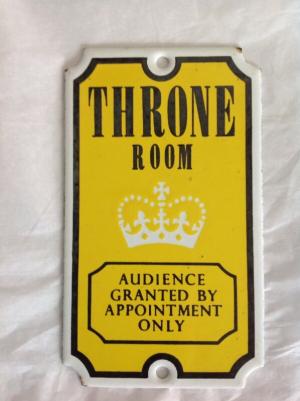 THRONE
ROOM
AUDIENCE
GRANTED BY
APPOINTMENT
ONLY